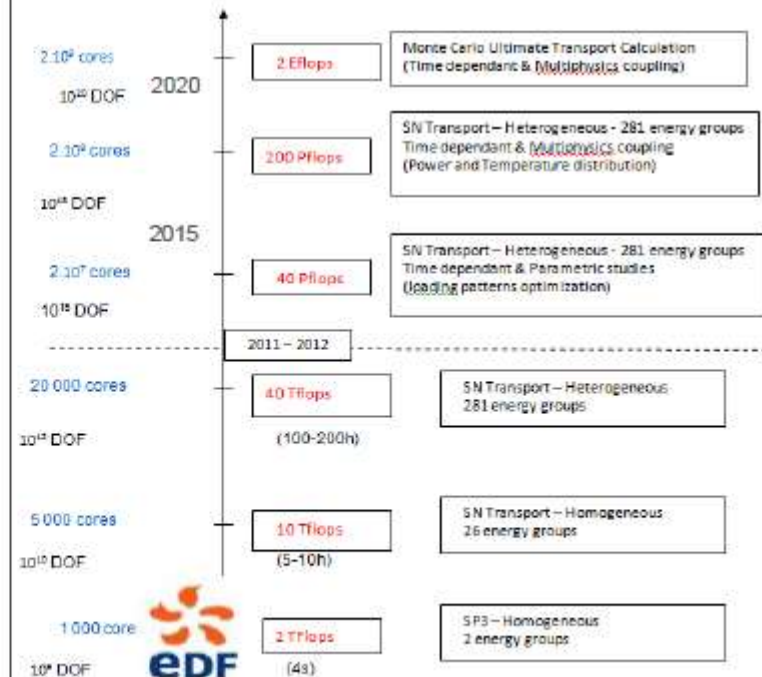 2.10⁹ cores
2 Eflops
Monte Carlo Ultimate Transport Calculation
(Time dependant & Multiphysics coupling)
DOF
2020
2.10⁸ cores
200 Pflops
SN Transport – Heterogeneous - 281 energy groups
Time dependant & Multiphysics coupling
(Power and Temperature distribution)
DOF
2015
2.10⁷ cores
40 Pflops
SN Transport – Heterogeneous - 281 energy groups
Time dependant & Parametric studies
(loading patterns optimization)
DOF
2011 – 2012
20 000 cores
40 Tflops
SN Transport – Heterogeneous
281 energy groups
DOF
(100-200h)
5 000 cores
10 Tflops
SN Transport – Homogeneous
26 energy groups
10¹⁰ DOF
(5-10h)
1 000 core
2 TFlops
SP3 – Homogeneous
2 energy groups
DOF
eDF
(4s)